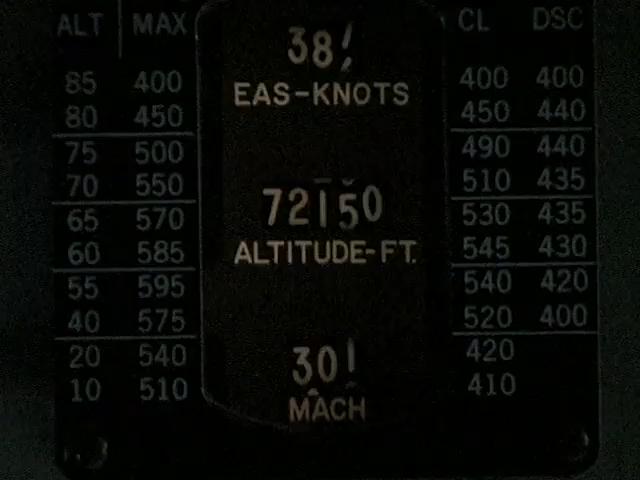 ALT MAX CL DSC
38
EAS-KNOTS
85 400 400 400
80 450 450 440
75 500 490 440
70 550 510 435
72150
65 570 530 435
ALTITUDE-FT.
60 585 545 430
55 595 540 420
40 575 520 400
20 540 420
30
10 510 410
MACH